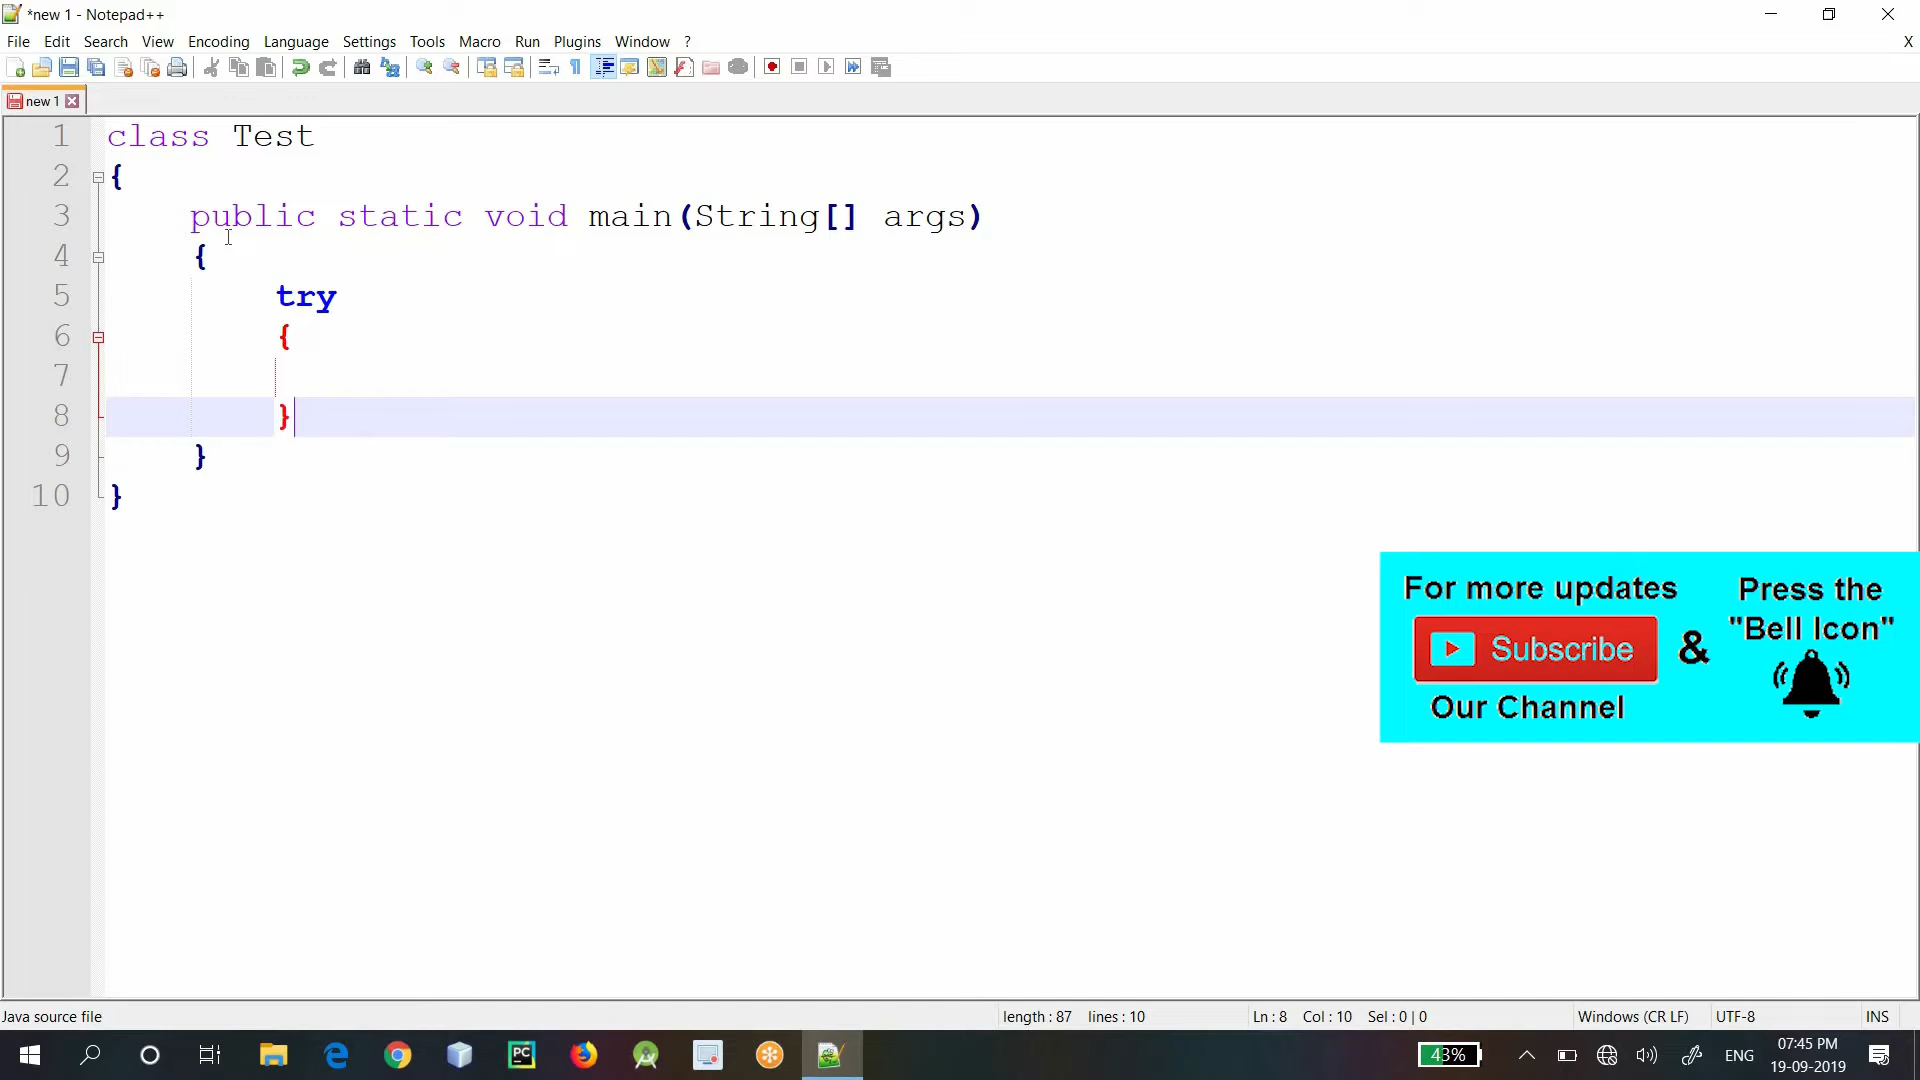 *new 1 - Notepad++
File Edit Search View Encoding Language Settings Tools Macro Run Plugins Window ? X
new 1
1 class Test
2 {
3 public static void main(String[] args)
4 {
5 try
6 {
7
8 }
9 }
10 }
For more updates
Subscribe
Our Channel
&
Press the
"Bell Icon"
Java source file length : 87 lines : 10 Ln : 8 Col : 10 Sel : 0 | 0 Windows (CR LF) UTF-8 INS
PC 43% ENG 07:45 PM
19-09-2019